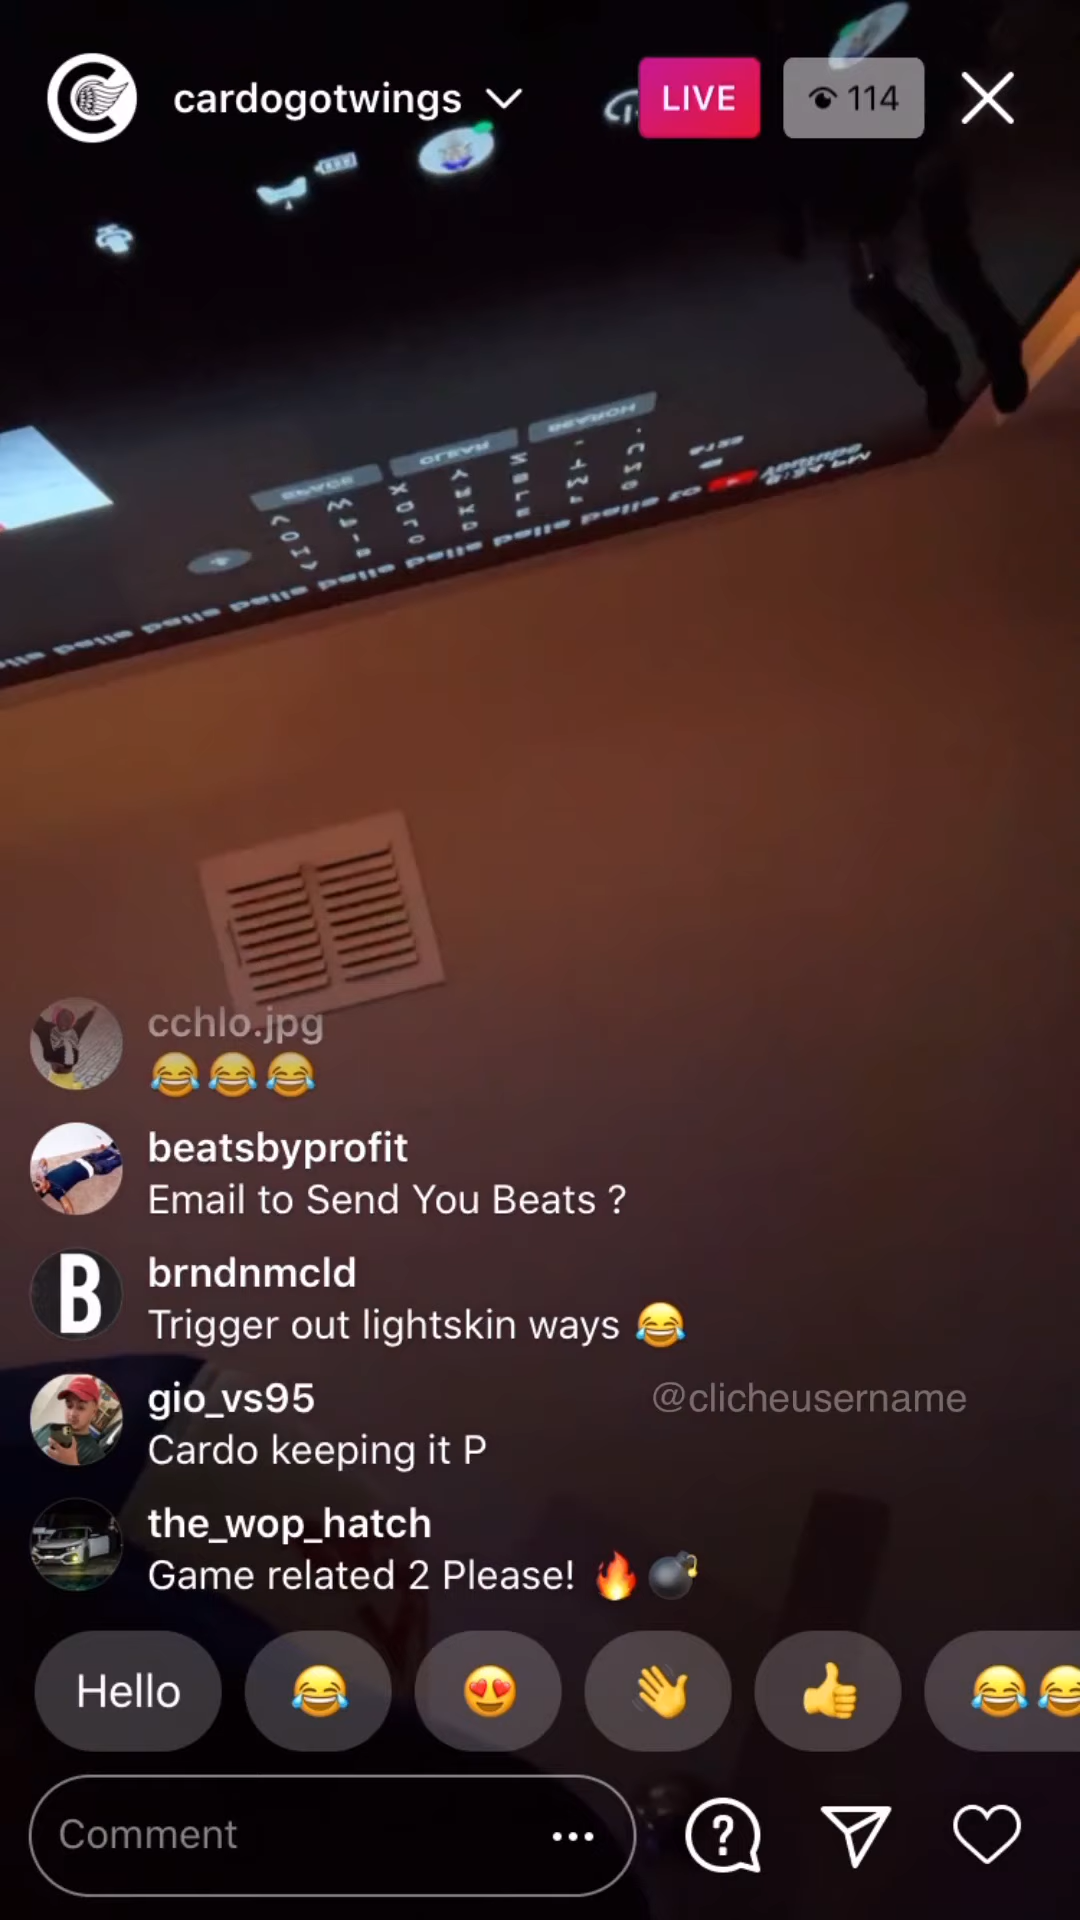 cardogotwings
LIVE
114
cchlo.jpg
😂😂😂
beatsbyprofit
Email to Send You Beats ?
brndnmcld
Trigger out lightskin ways 😂
gio_vs95
Cardo keeping it P
@clicheusername
the_wop_hatch
Game related 2 Please! 🔥💣
Hello
Comment